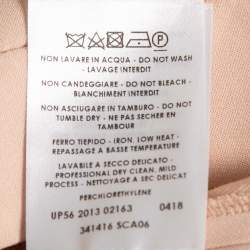 NON LAVARE IN ACQUA - DO NOT WASH
- LAVAGE INTERDIT
NON CANDEGGIARE - DO NOT BLEACH -
BLANCHIMENT INTERDIT
NON ASCIUGARE IN TAMBURO - DO NOT
TUMBLE DRY - NE PAS SECHER EN
TAMBOUR
FERRO TIEPIDO - IRON, LOW HEAT -
REPASSAGE A BASSE TEMPERATURE
LAVABILE A SECCO DELICATO -
PROFESSIONAL DRY CLEAN, MILD
PROCESS - NETTOYAGE A SEC DELICAT
PERCHLORETHYLENE
UP56 2013 02163 0418
341416 SCA06